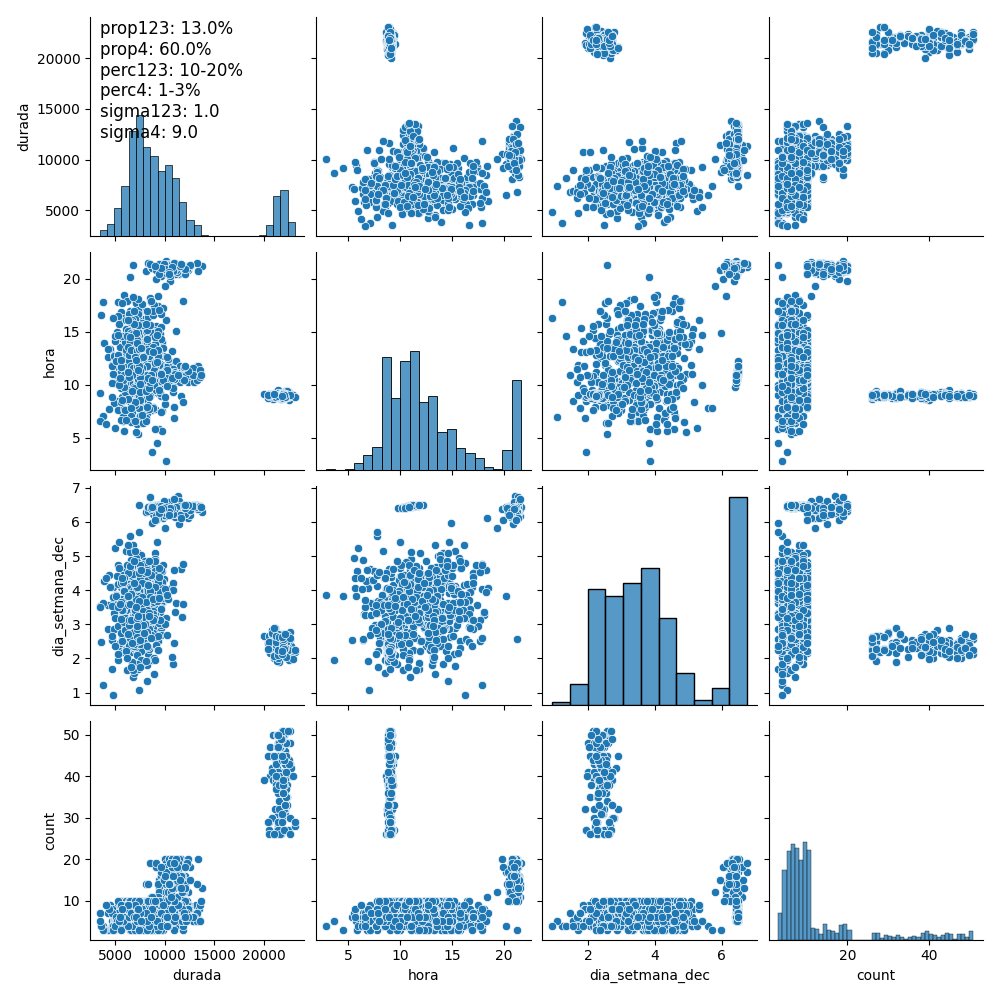 prop123: 13.0%
prop4: 60.0%
perc123: 10-20%
perc4: 1-3%
sigma123: 1.0
sigma4: 9.0
durada
20000
15000
10000
5000
hora
20
15
10
5
dia_setmana_dec
7
6
5
4
3
2
1
count
50
40
30
20
10
5000 10000 15000 20000
durada
5 10 15 20
hora
2 4 6
dia_setmana_dec
20 40
count